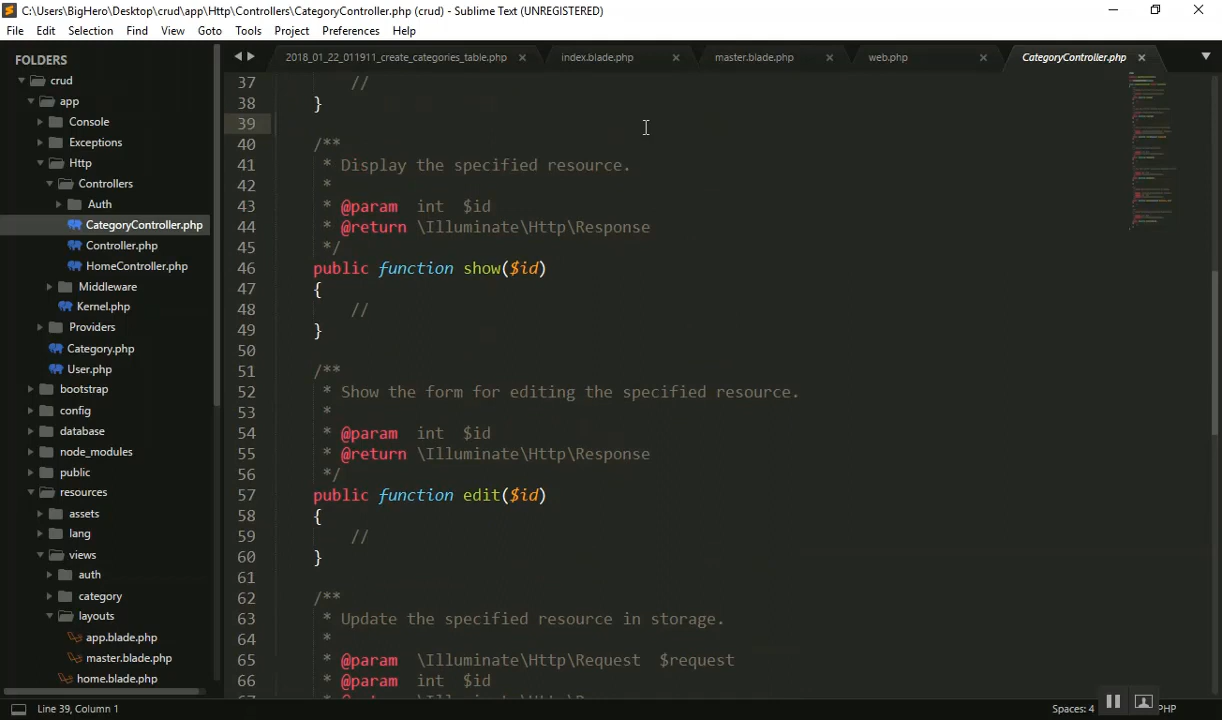 C:\Users\BigHero\Desktop\crud\app\Http\Controllers\CategoryController.php (crud) - Sublime Text (UNREGISTERED)
File Edit Selection Find View Goto Tools Project Preferences Help
FOLDERS
crud
app
Console
Exceptions
Http
Controllers
Auth
CategoryController.php
Controller.php
HomeController.php
Middleware
Kernel.php
Providers
Category.php
User.php
bootstrap
config
database
node_modules
public
resources
assets
lang
views
auth
category
layouts
app.blade.php
master.blade.php
home.blade.php
2018_01_22_011911_create_categories_table.php index.blade.php master.blade.php web.php CategoryController.php
37 //
38 }
39
40 /**
41 * Display the specified resource.
42 *
43 * @param int $id
44 * @return \Illuminate\Http\Response
45 */
46 public function show($id)
47 {
48 //
49 }
50
51 /**
52 * Show the form for editing the specified resource.
53 *
54 * @param int $id
55 * @return \Illuminate\Http\Response
56 */
57 public function edit($id)
58 {
59 //
60 }
61
62 /**
63 * Update the specified resource in storage.
64 *
65 * @param \Illuminate\Http\Request $request
66 * @param int $id
67 * @return \Illuminate\Http\Response
Line 39, Column 1
Spaces: 4 PHP